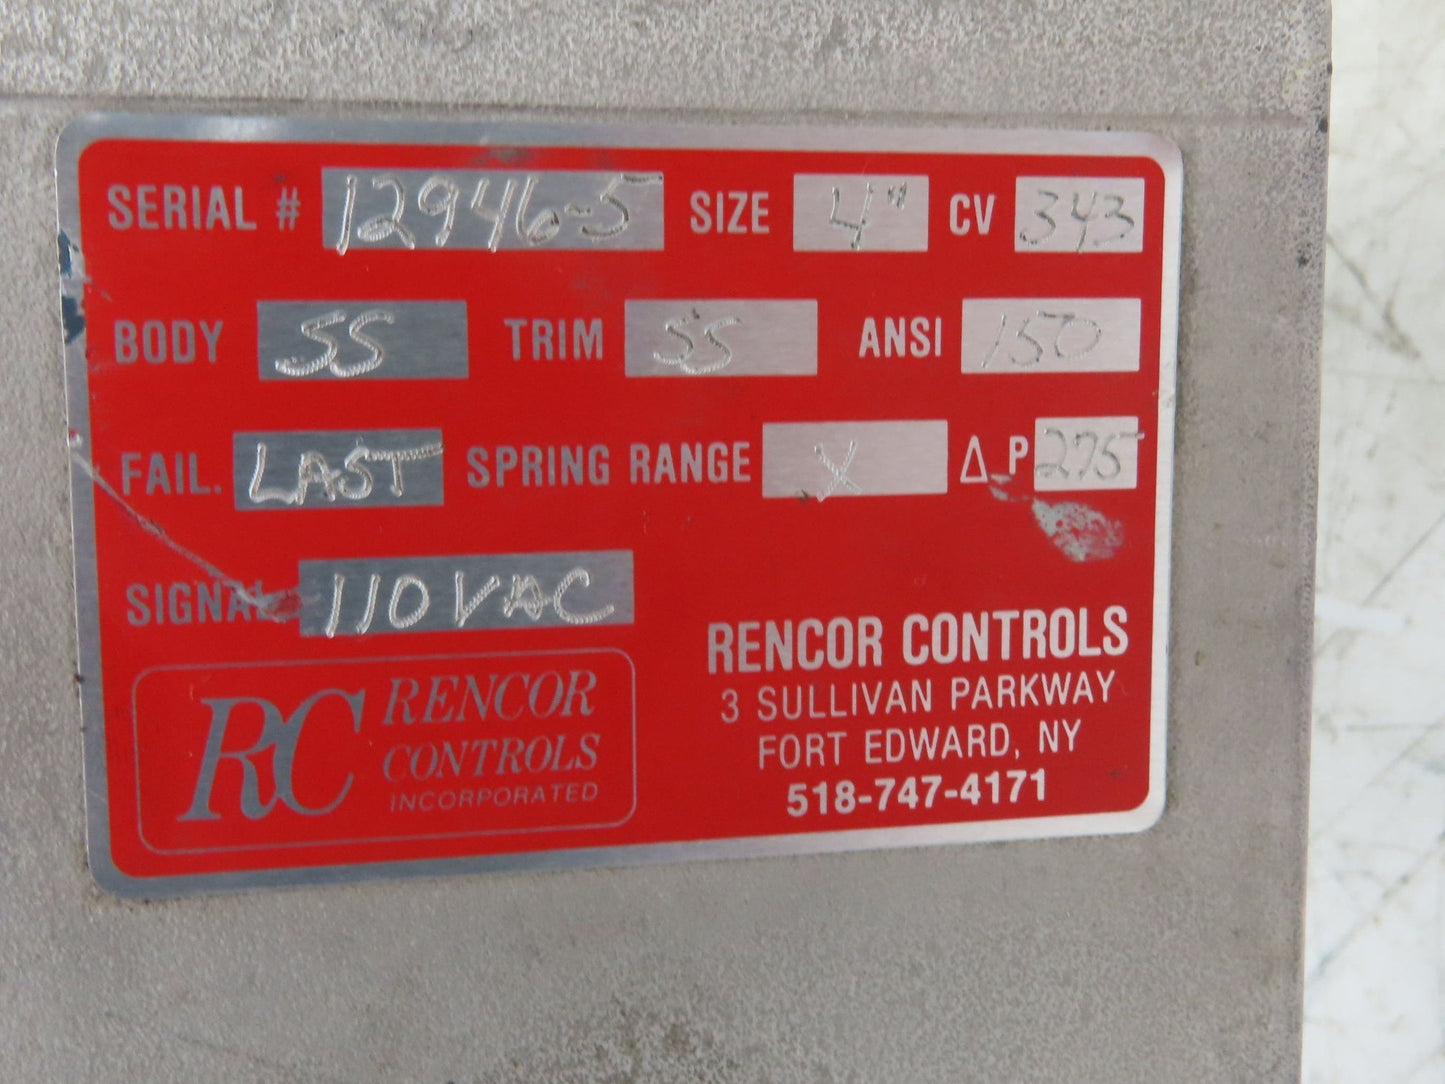 SERIAL # 12946-5 SIZE 4" CV 343
BODY SS TRIM SS ANSI 150
FAIL. LAST SPRING RANGE X Δ P 275
SIGNAL 110VAC
RC RENCOR
CONTROLS
INCORPORATED
RENCOR CONTROLS
3 SULLIVAN PARKWAY
FORT EDWARD, NY
518-747-4171